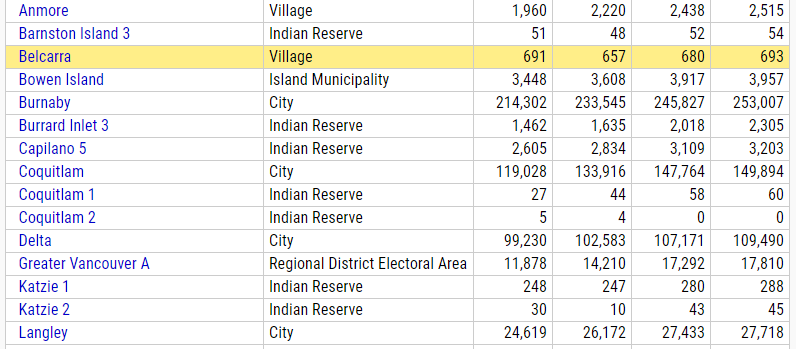 Anmore Village 1,960 2,220 2,438 2,515
Barnston Island 3 Indian Reserve 51 48 52 54
Belcarra Village 691 657 680 693
Bowen Island Island Municipality 3,448 3,608 3,917 3,957
Burnaby City 214,302 233,545 245,827 253,007
Burrard Inlet 3 Indian Reserve 1,462 1,635 2,018 2,305
Capilano 5 Indian Reserve 2,605 2,834 3,109 3,203
Coquitlam City 119,028 133,916 147,764 149,894
Coquitlam 1 Indian Reserve 27 44 58 60
Coquitlam 2 Indian Reserve 5 4 0 0
Delta City 99,230 102,583 107,171 109,490
Greater Vancouver A Regional District Electoral Area 11,878 14,210 17,292 17,810
Katzie 1 Indian Reserve 248 247 280 288
Katzie 2 Indian Reserve 30 10 43 45
Langley City 24,619 26,172 27,433 27,718